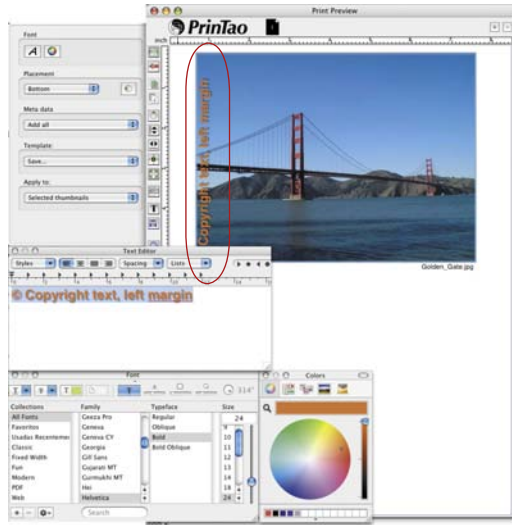 Print Preview
PrinTao
inch
Font
A
Placement
Bottom
Meta data
Add all
Template:
Save...
Apply to:
Selected thumbnails
Copyright text, left margin
Golden_Gate.jpg
Text Editor
Styles
Spacing
Lists
© Copyright text, left margin
Font
314°
Collections
Family
Typeface
Size
All Fonts
Geeza Pro
Regular
24
Favorites
Geneva
Oblique
9
Usadas Recentemen
Geneva CY
Bold
10
Classic
Georgia
Bold Oblique
11
Fixed Width
Gill Sans
12
Fun
Gujarati MT
13
Modern
Gurmukhi MT
14
PDF
Hei
18
Web
Helvetica
24
Search
Colors